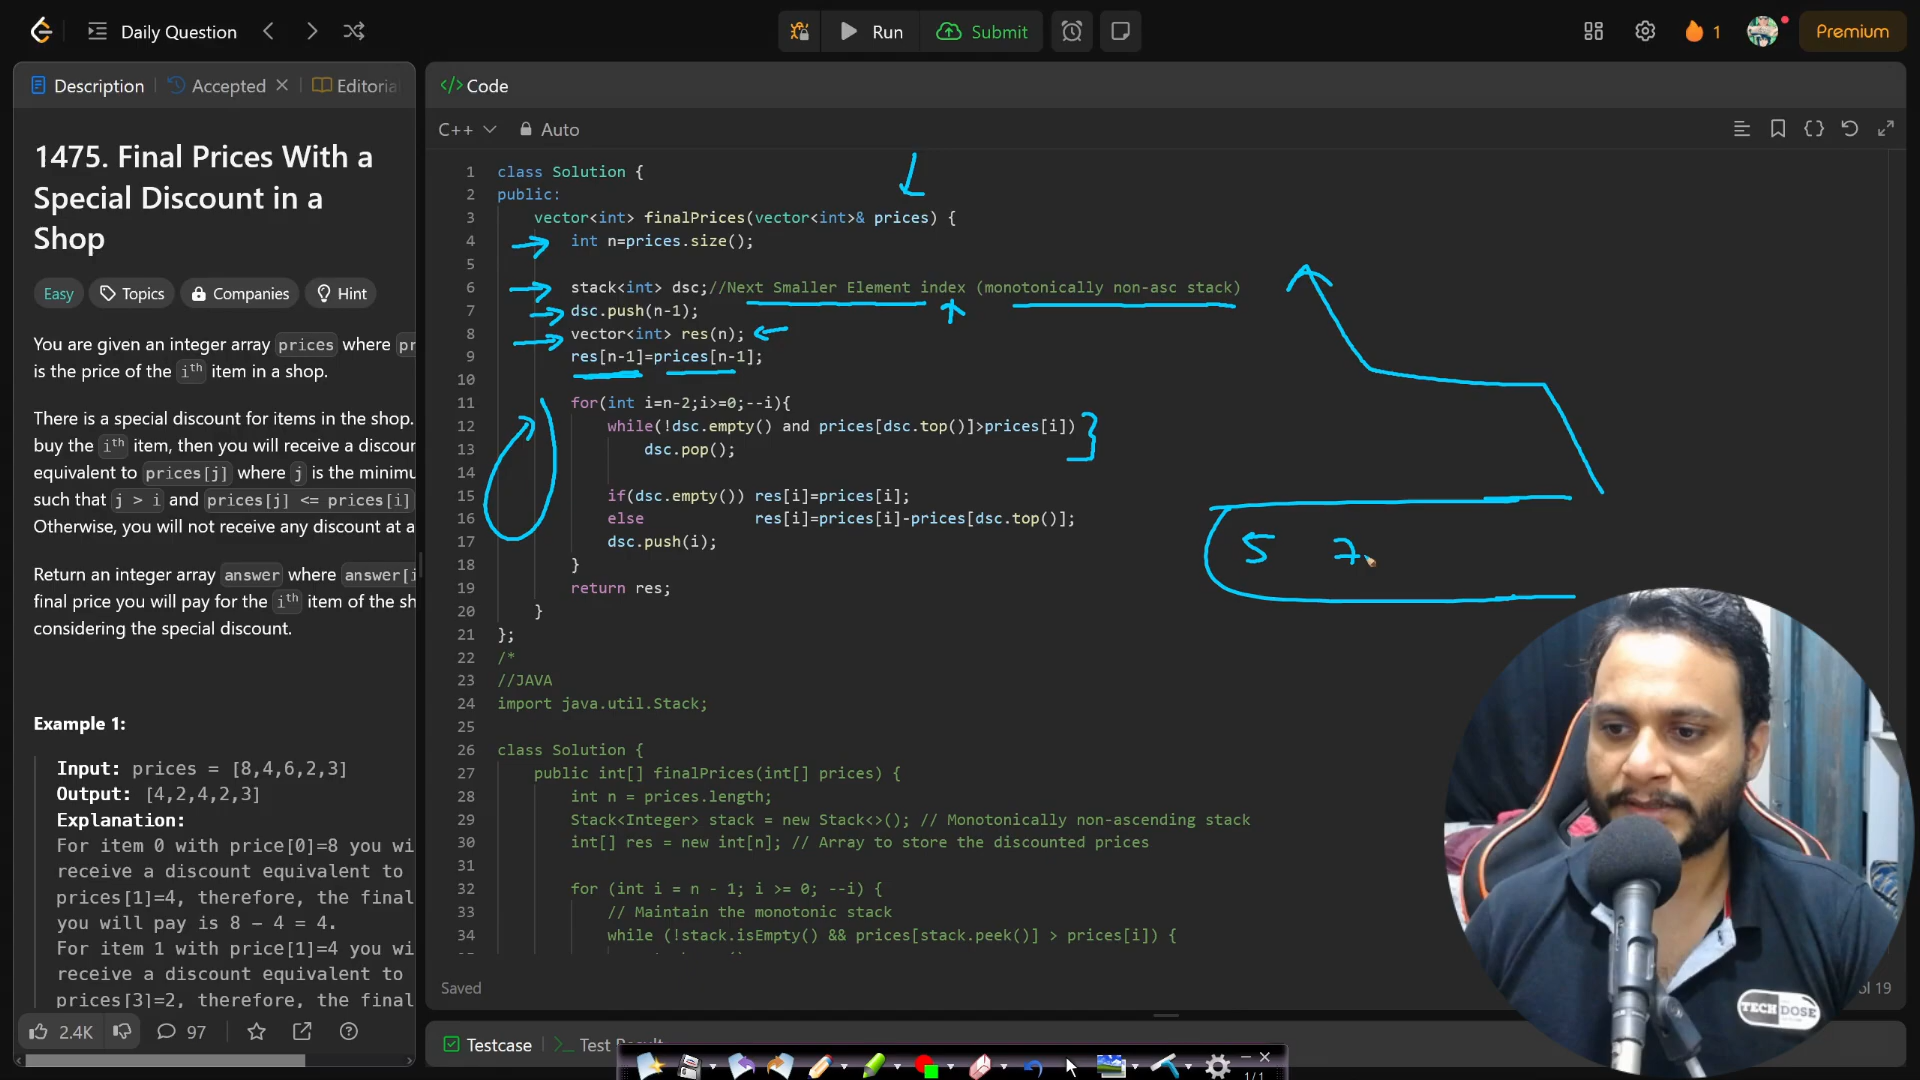 Daily Question
Run
Submit
1
Premium
Description
Accepted
Editoria
Code
C++
Auto
1475. Final Prices With a
Special Discount in a
Shop
Easy
Topics
Companies
Hint
You are given an integer array prices where pr
is the price of the ith item in a shop.
There is a special discount for items in the shop.
buy the ith item, then you will receive a discour
equivalent to prices[j] where j is the minimu
such that j > i and prices[j] <= prices[i]
Otherwise, you will not receive any discount at a
Return an integer array answer where answer[i
final price you will pay for the ith item of the sh
considering the special discount.
Example 1:
Input: prices = [8,4,6,2,3]
Output: [4,2,4,2,3]
Explanation:
For item 0 with price[0]=8 you wi
receive a discount equivalent to
prices[1]=4, therefore, the final
you will pay is 8 - 4 = 4.
For item 1 with price[1]=4 you wi
receive a discount equivalent to
prices[3]=2, therefore, the final
2.4K
97
1 class Solution {
2 public:
3 vector<int> finalPrices(vector<int>& prices) {
4 int n=prices.size();
5
6 stack<int> dsc;//Next Smaller Element index (monotonically non-asc stack)
7 dsc.push(n-1);
8 vector<int> res(n);
9 res[n-1]=prices[n-1];
10
11 for(int i=n-2;i>=0;--i){
12 while(!dsc.empty() and prices[dsc.top()]>prices[i])
13 dsc.pop();
14
15 if(dsc.empty()) res[i]=prices[i];
16 else res[i]=prices[i]-prices[dsc.top()];
17 dsc.push(i);
18 }
19 return res;
20 }
21 };
22 /*
23 //JAVA
24 import java.util.Stack;
25
26 class Solution {
27 public int[] finalPrices(int[] prices) {
28 int n = prices.length;
29 Stack<Integer> stack = new Stack<>(); // Monotonically non-ascending stack
30 int[] res = new int[n]; // Array to store the discounted prices
31
32 for (int i = n - 1; i >= 0; --i) {
33 // Maintain the monotonic stack
34 while (!stack.isEmpty() && prices[stack.peek()] > prices[i]) {
5 7
Saved
ol 19
Testcase
Test Result
1/1
TECH DOSE